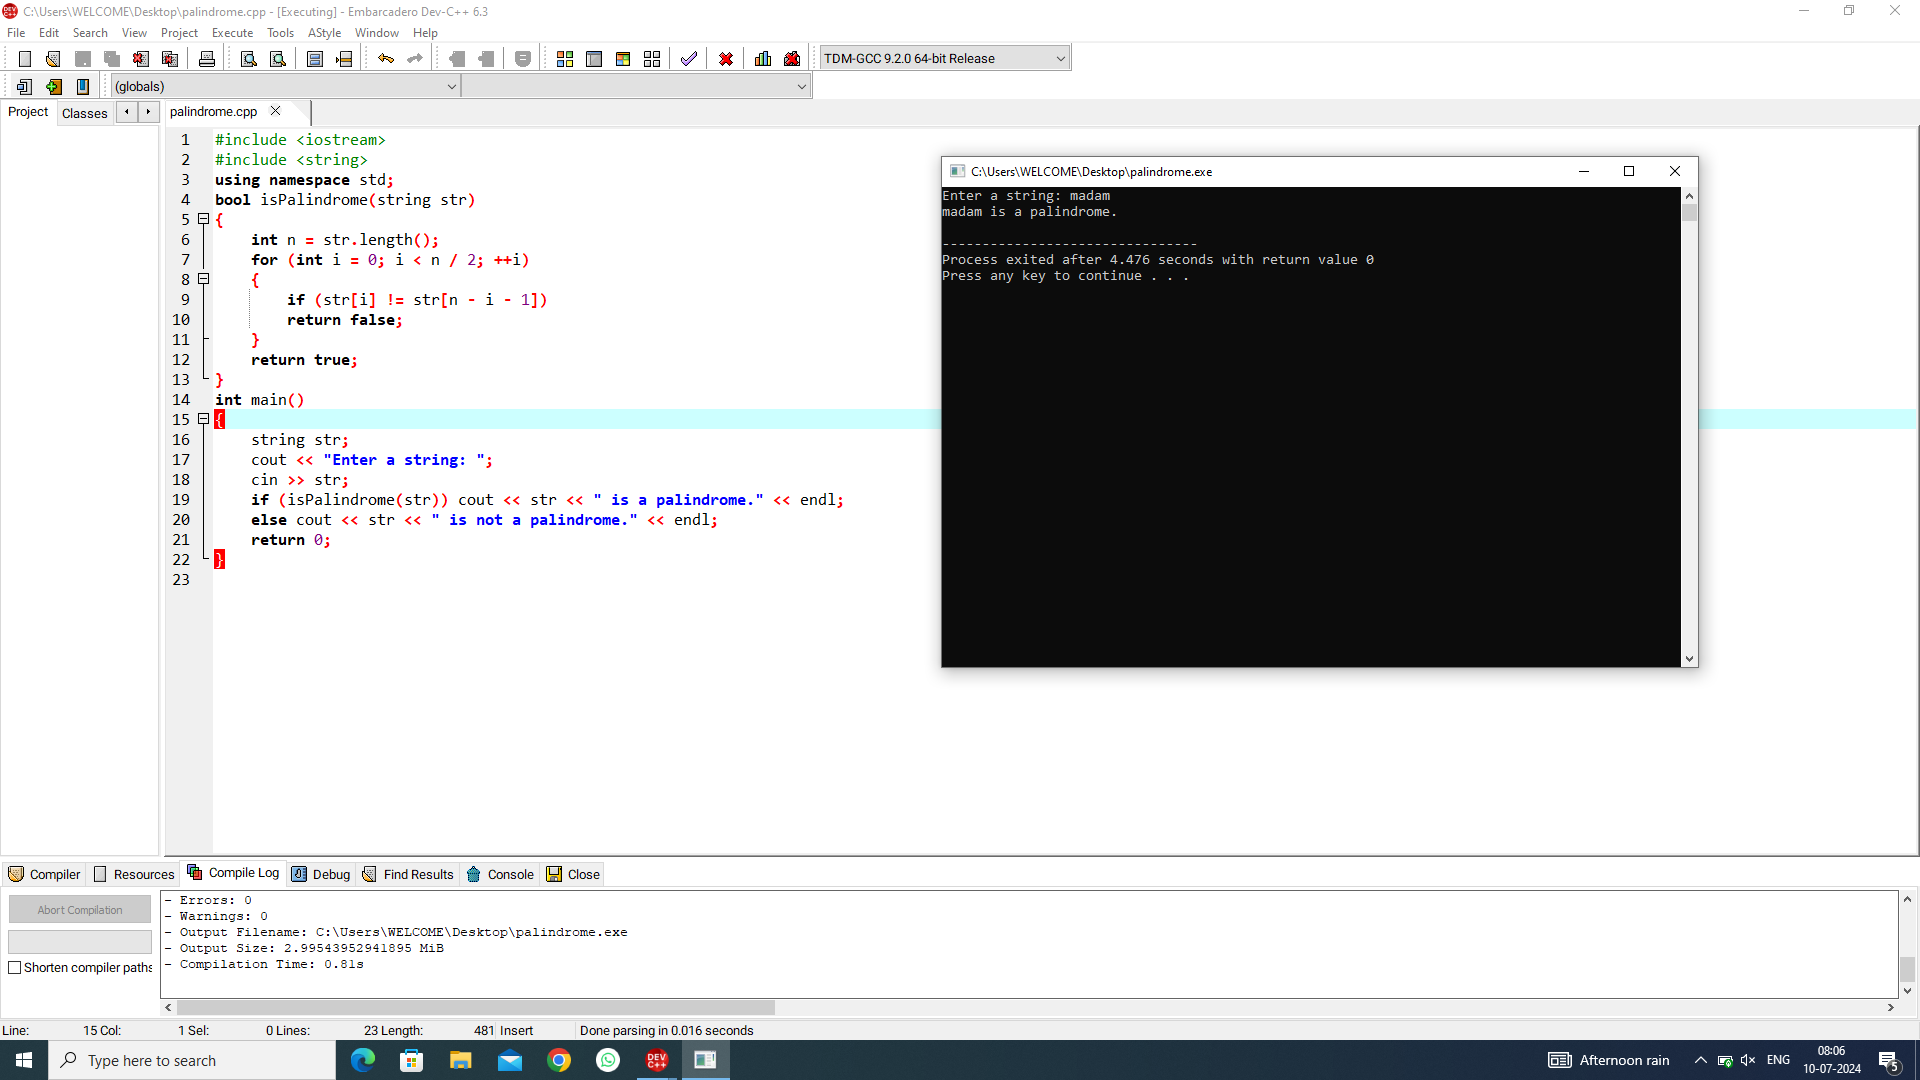 C:\Users\WELCOME\Desktop\palindrome.cpp - [Executing] - Embarcadero Dev-C++ 6.3
File Edit Search View Project Execute Tools AStyle Window Help
TDM-GCC 9.2.0 64-bit Release
(globals)
Project Classes
palindrome.cpp
1 #include <iostream>
2 #include <string>
3 using namespace std;
4 bool isPalindrome(string str)
5 {
6 int n = str.length();
7 for (int i = 0; i < n / 2; ++i)
8 {
9 if (str[i] != str[n - i - 1])
10 return false;
11 }
12 return true;
13 }
14 int main()
15 {
16 string str;
17 cout << "Enter a string: ";
18 cin >> str;
19 if (isPalindrome(str)) cout << str << " is a palindrome." << endl;
20 else cout << str << " is not a palindrome." << endl;
21 return 0;
22 }
23
C:\Users\WELCOME\Desktop\palindrome.exe
Enter a string: madam
madam is a palindrome.
--------------------------------
Process exited after 4.476 seconds with return value 0
Press any key to continue . . .
Compiler Resources Compile Log Debug Find Results Console Close
Abort Compilation
Shorten compiler paths
- Errors: 0
- Warnings: 0
- Output Filename: C:\Users\WELCOME\Desktop\palindrome.exe
- Output Size: 2.99543952941895 MiB
- Compilation Time: 0.81s
Line: 15 Col: 1 Sel: 0 Lines: 23 Length: 481 Insert Done parsing in 0.016 seconds
Type here to search
DEV C++
Afternoon rain
ENG
08:06
10-07-2024
5